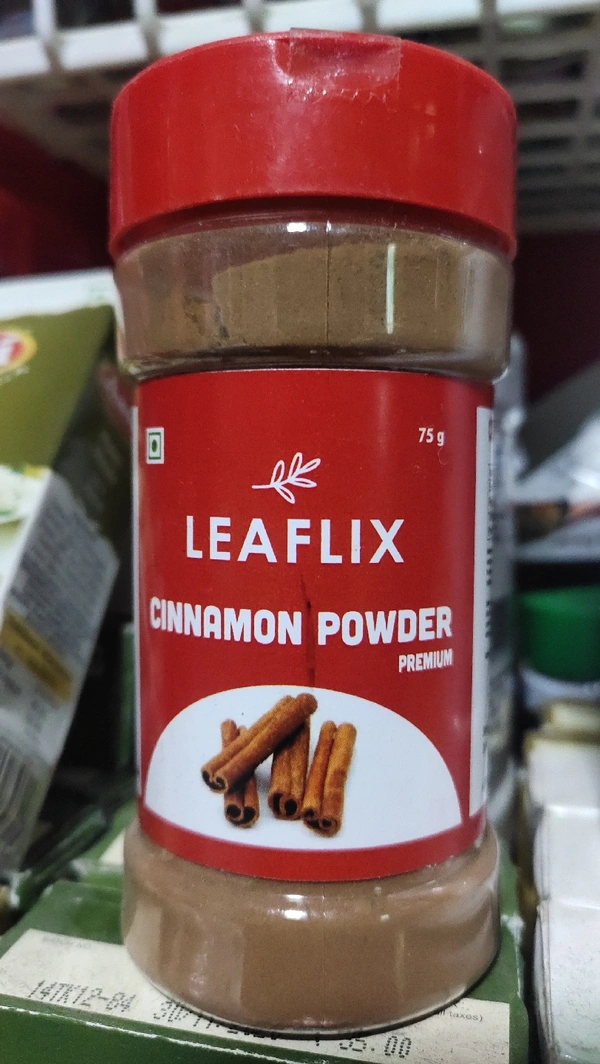 75 g
LEAFLIX
CINNAMON POWDER
PREMIUM